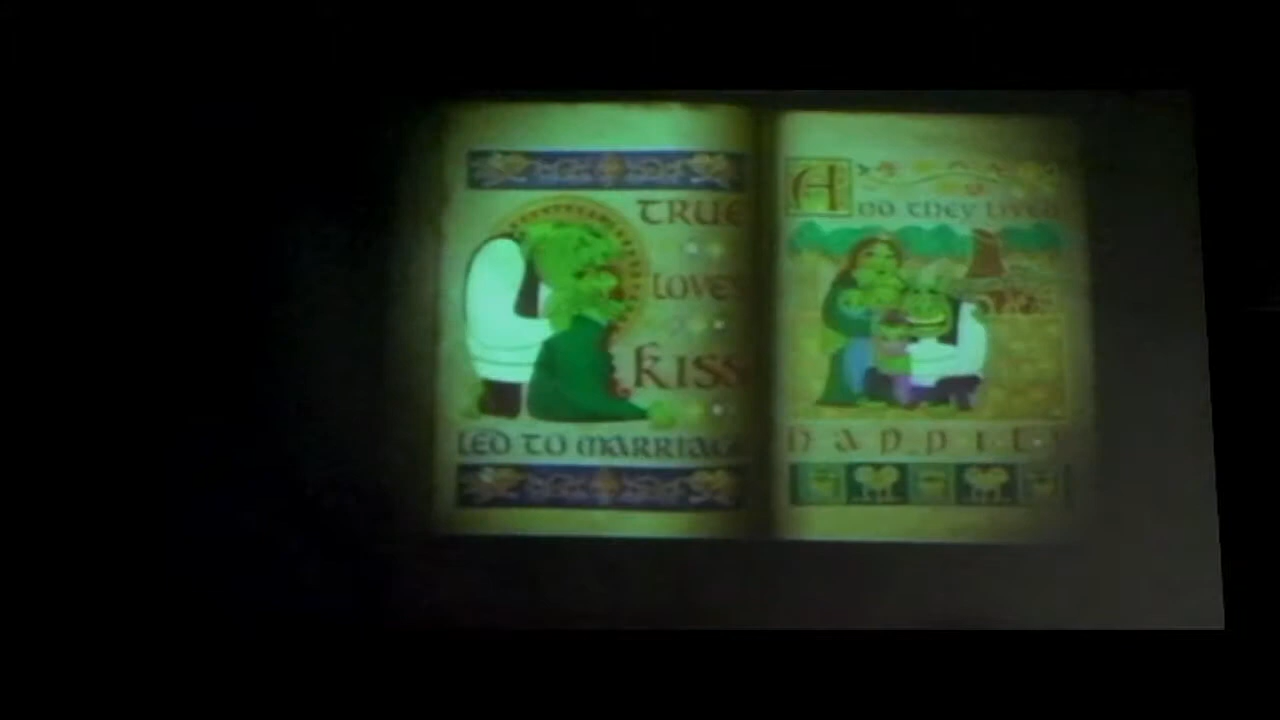 TRUE
LOVE'S
KISS
LED TO MARRIAGE
AND THEY LIVED
HAPPILY